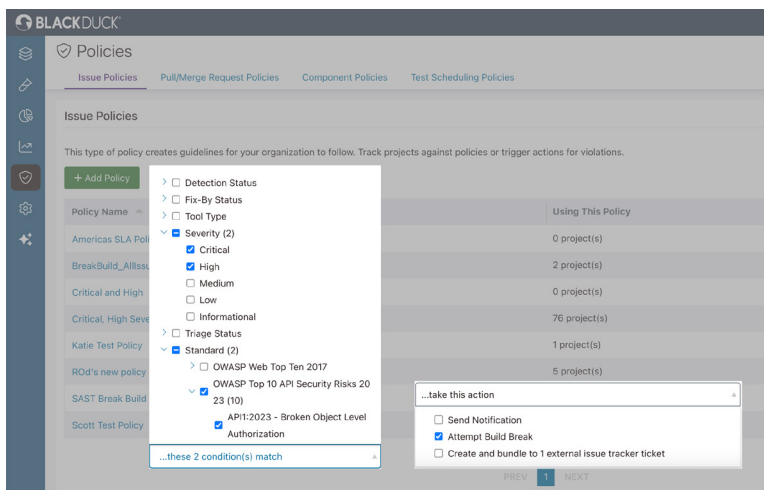 BLACKDUCK®
Policies
Issue Policies Pull/Merge Request Policies Component Policies Test Scheduling Policies
Issue Policies
This type of policy creates guidelines for your organization to follow. Track projects against policies or trigger actions for violations.
+ Add Policy
Policy Name Using This Policy
Americas SLA Poli 0 project(s)
BreakBuild_AllIssu 2 project(s)
Critical and High 0 project(s)
Critical, High Seve 76 project(s)
Katie Test Policy 1 project(s)
ROd's new policy 5 project(s)
SAST Break Build
Scott Test Policy
Detection Status
Fix-By Status
Tool Type
Severity (2)
Critical
High
Medium
Low
Informational
Triage Status
Standard (2)
OWASP Web Top Ten 2017
OWASP Top 10 API Security Risks 20
23 (10)
API1:2023 - Broken Object Level
Authorization
...these 2 condition(s) match
...take this action
Send Notification
Attempt Build Break
Create and bundle to 1 external issue tracker ticket
PREV 1 NEXT